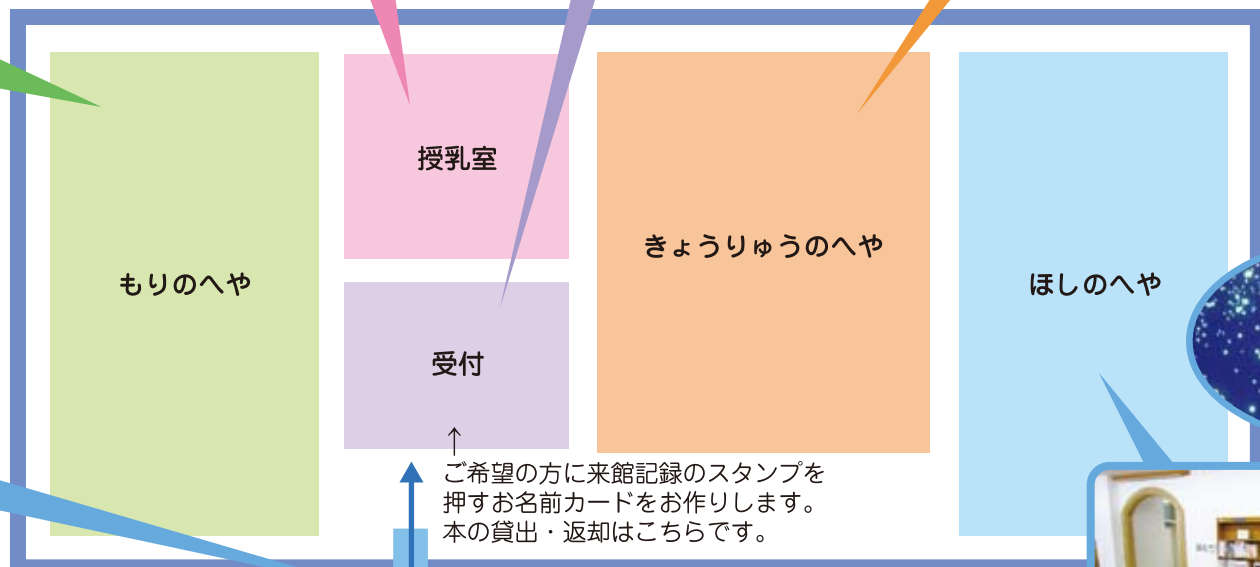 授乳室
きょうりゅうのへや
もりのへや
ほしのへや
受付
↑
ご希望の方に来館記録のスタンプを
押すお名前カードをお作りします。
本の貸出・返却はこちらです。